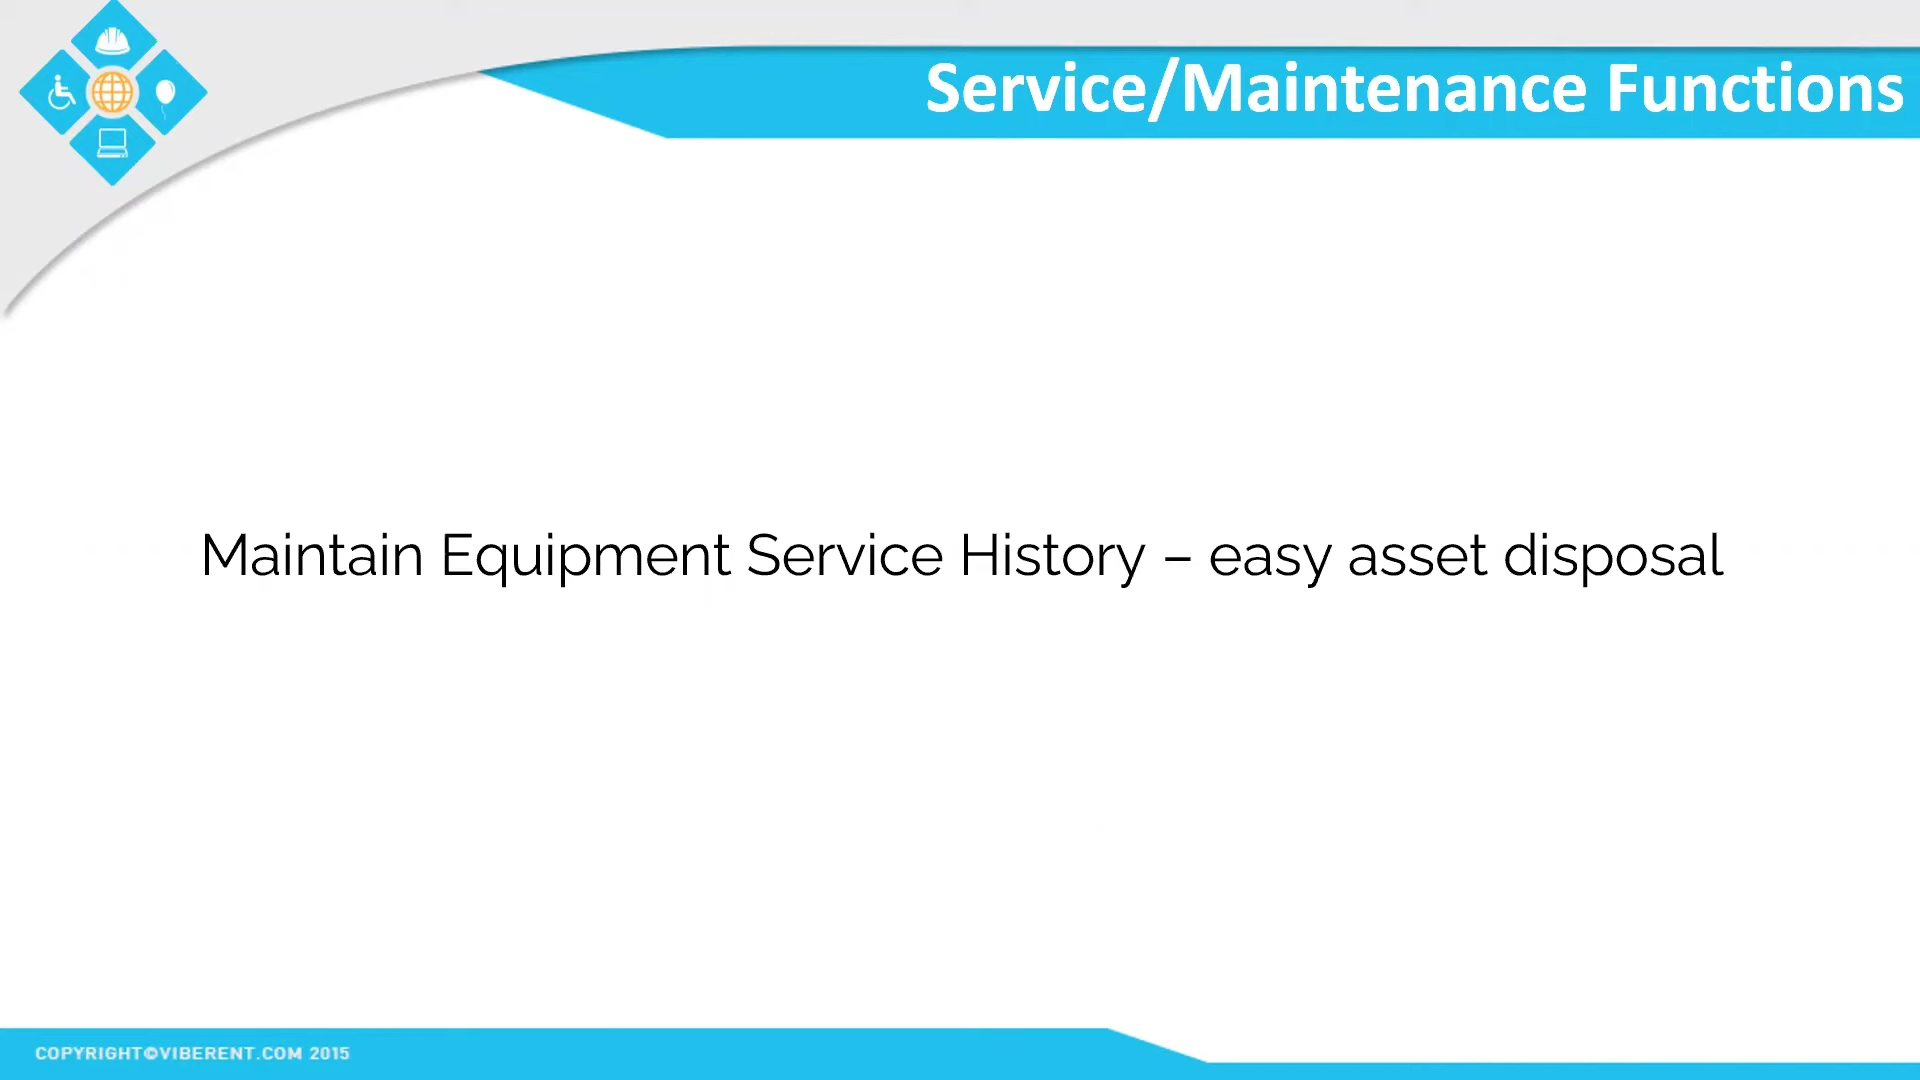 Service/Maintenance Functions
Maintain Equipment Service History – easy asset disposal
COPYRIGHT©VIBERENT.COM 2015